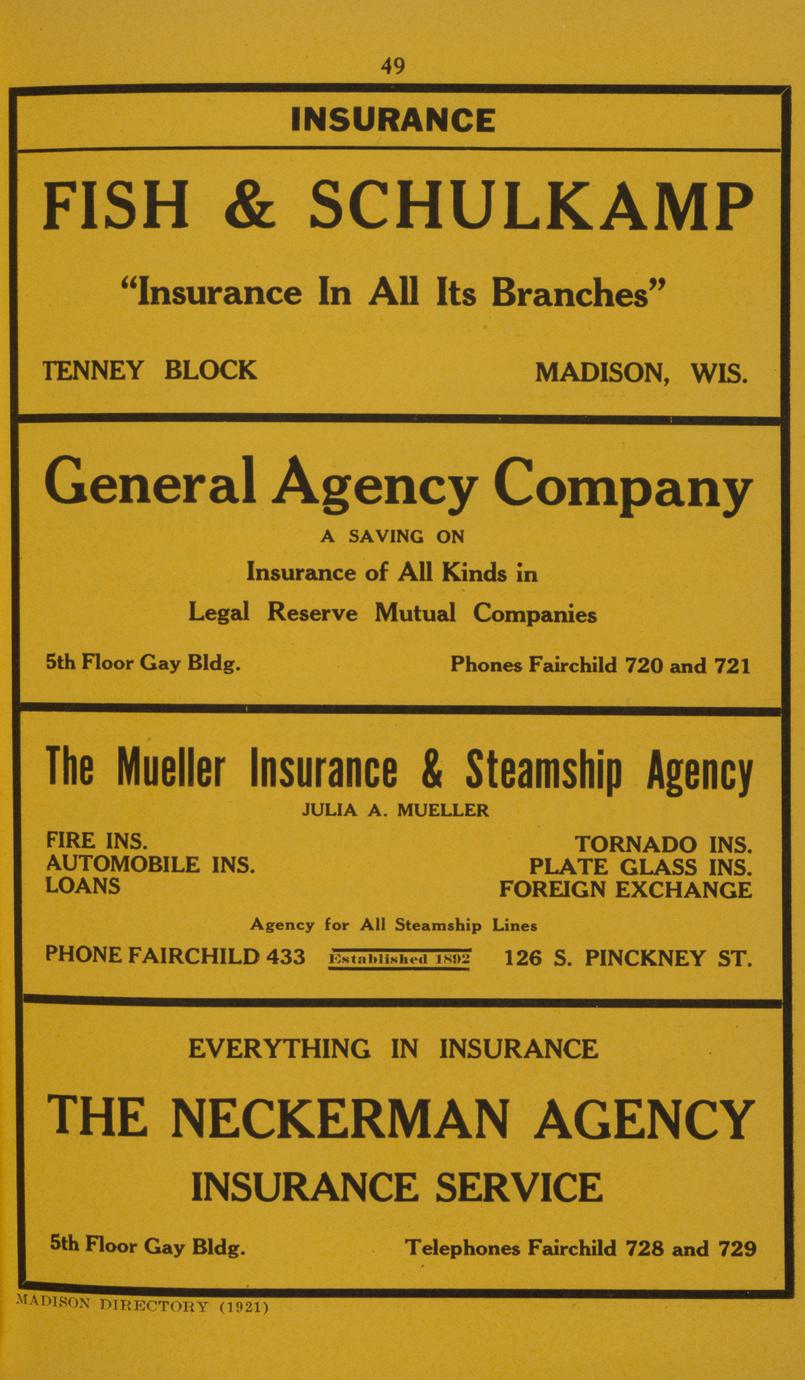 49
INSURANCE
FISH & SCHULKAMP
“Insurance In All Its Branches”
TENNEY BLOCK MADISON, WIS.
General Agency Company
A SAVING ON
Insurance of All Kinds in
Legal Reserve Mutual Companies
5th Floor Gay Bldg. Phones Fairchild 720 and 721
The Mueller Insurance & Steamship Agency
JULIA A. MUELLER
FIRE INS. TORNADO INS.
AUTOMOBILE INS. PLATE GLASS INS.
LOANS FOREIGN EXCHANGE
Agency for All Steamship Lines
PHONE FAIRCHILD 433 Established 1892 126 S. PINCKNEY ST.
EVERYTHING IN INSURANCE
THE NECKERMAN AGENCY
INSURANCE SERVICE
5th Floor Gay Bldg. Telephones Fairchild 728 and 729
MADISON DIRECTORY (1921)